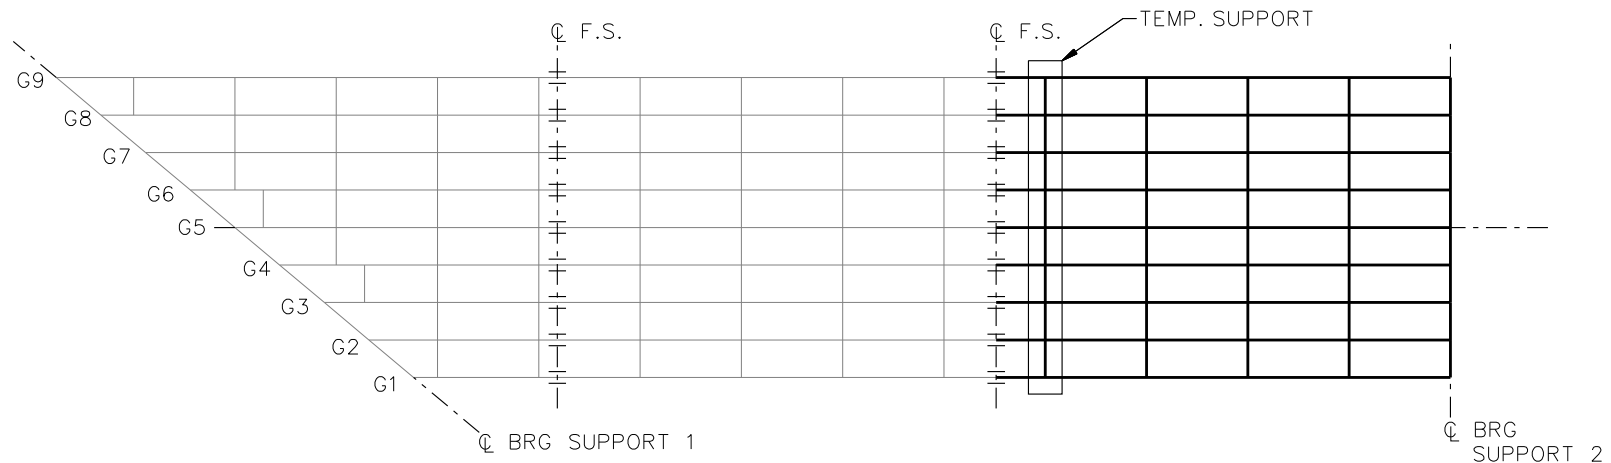 TEMP. SUPPORT
℄ F.S.
℄ F.S.
G9
G8
G7
G6
G5
G4
G3
G2
G1
℄ BRG SUPPORT 1
℄ BRG
SUPPORT 2